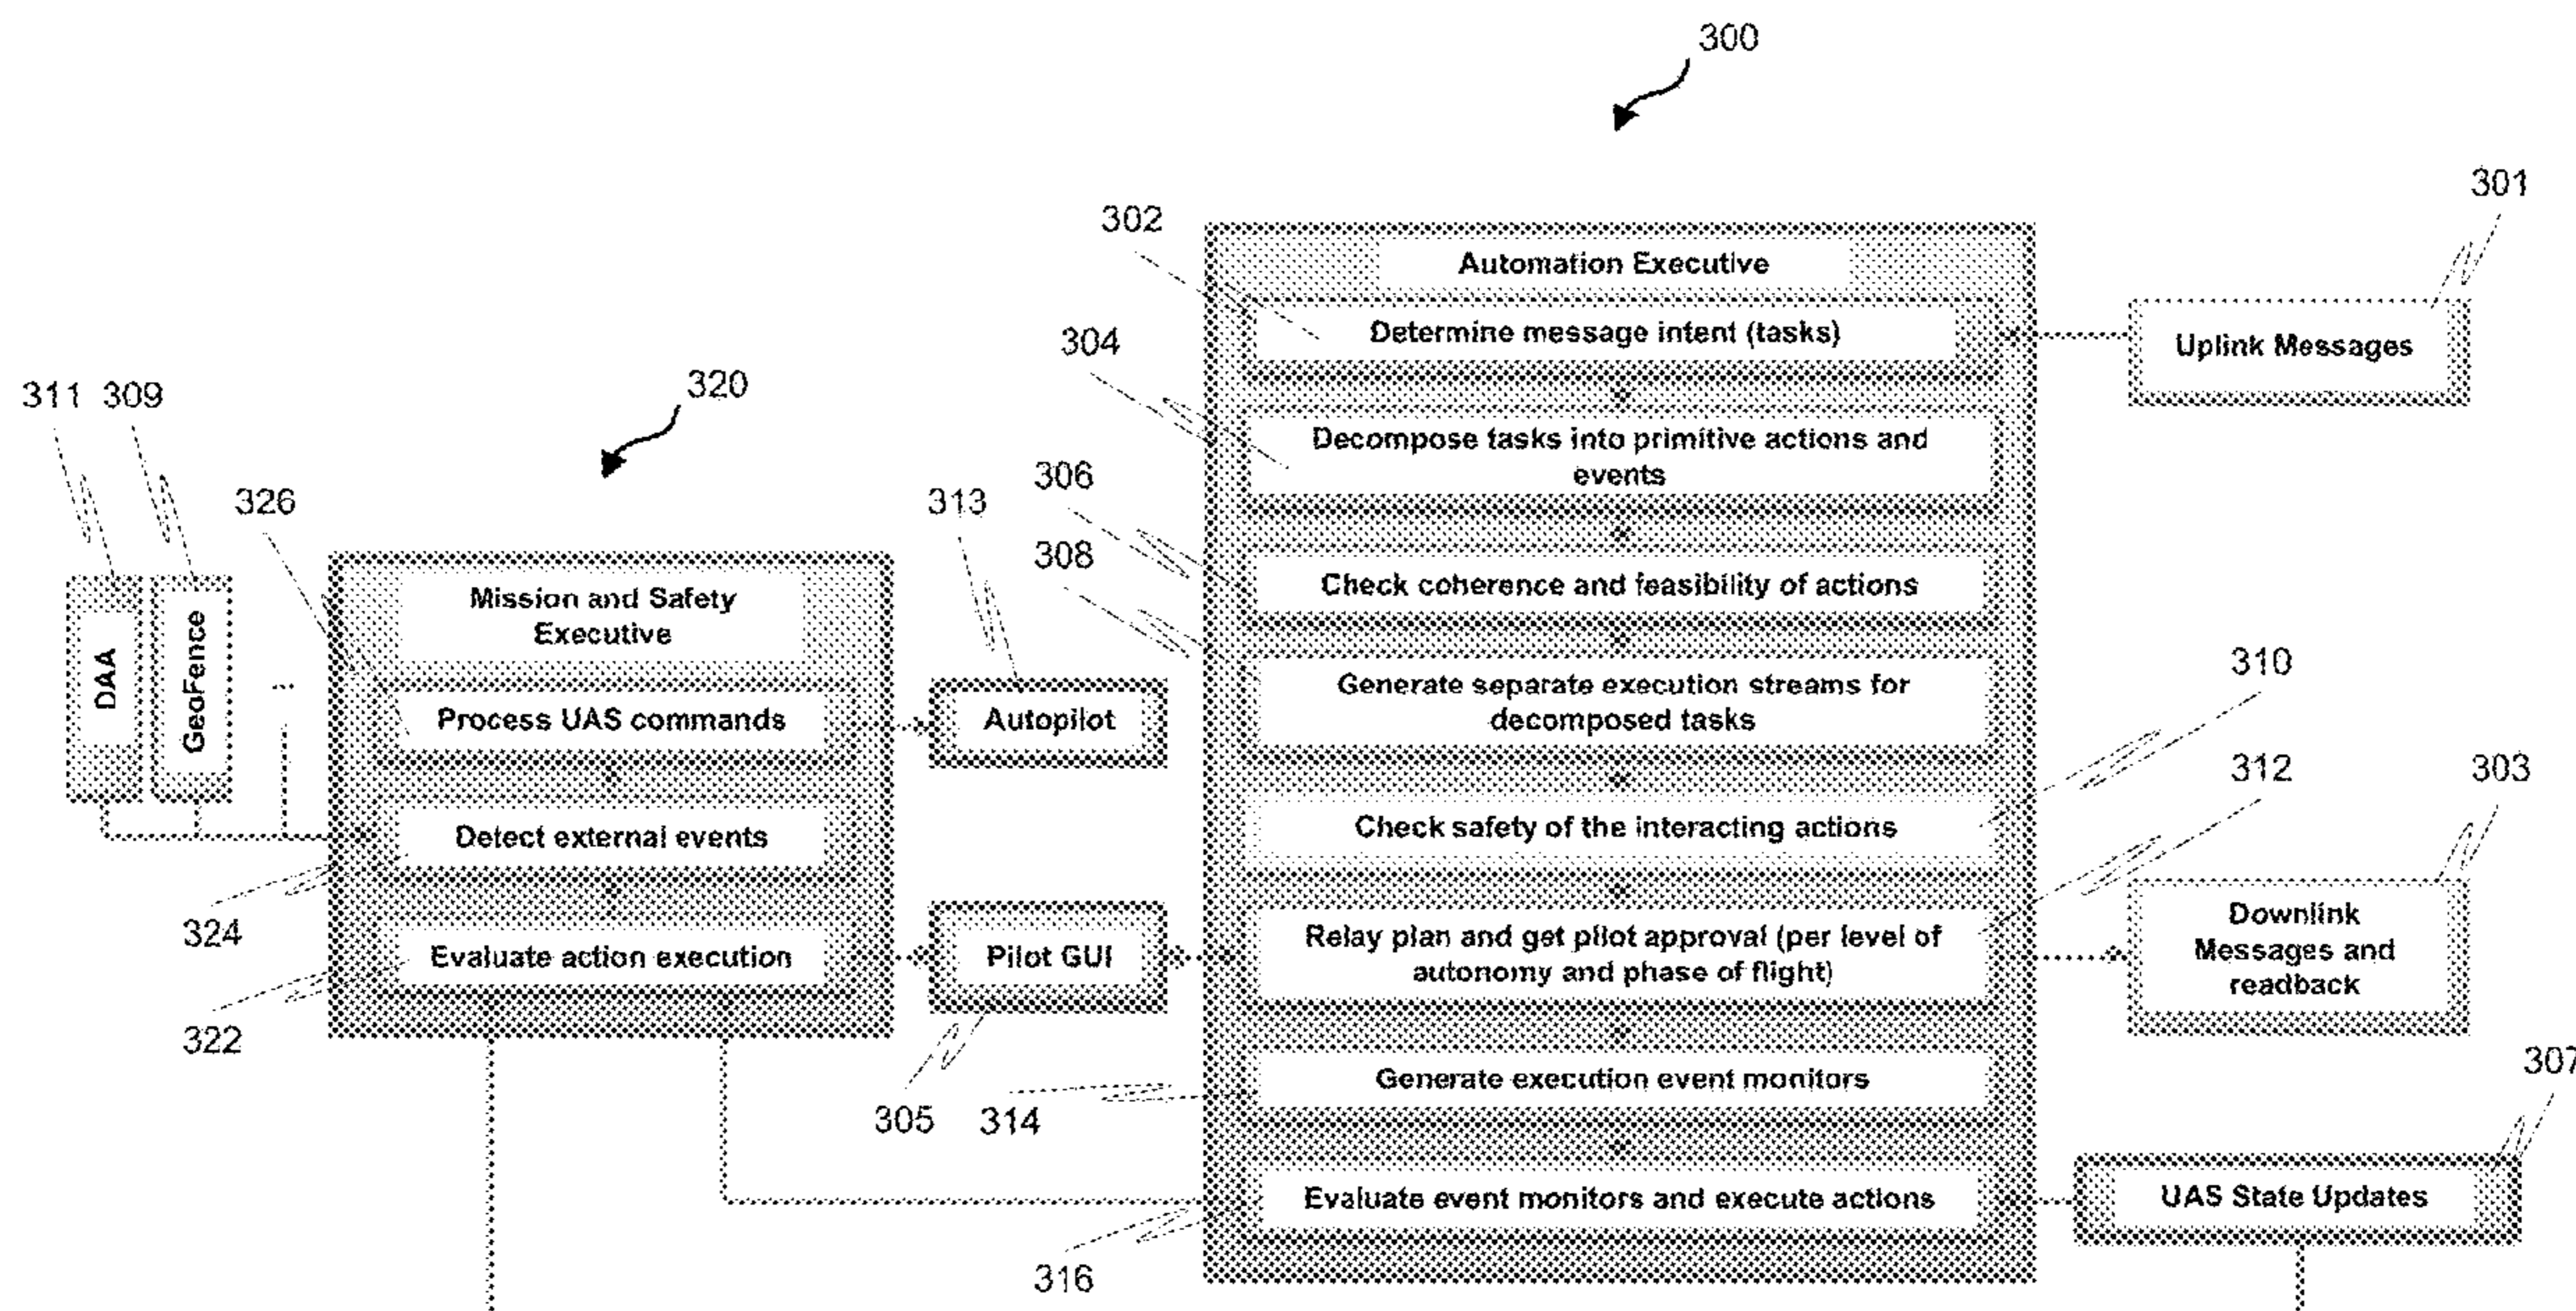 300
301
302
Automation Executive
Determine message intent (tasks)
Uplink Messages
304
Decompose tasks into primitive actions and
events
306
Check coherence and feasibility of actions
308
Generate separate execution streams for
decomposed tasks
310
Check safety of the interacting actions
312
303
Relay plan and get pilot approval (per level of
autonomy and phase of flight)
Downlink
Messages and
readback
Generate execution event monitors
314
307
Evaluate event monitors and execute actions
UAS State Updates
316
320
311
309
326
313
DAA
GeoFence
...
Mission and Safety
Executive
Process UAS commands
Autopilot
Detect external events
324
Evaluate action execution
Pilot GUI
322
305